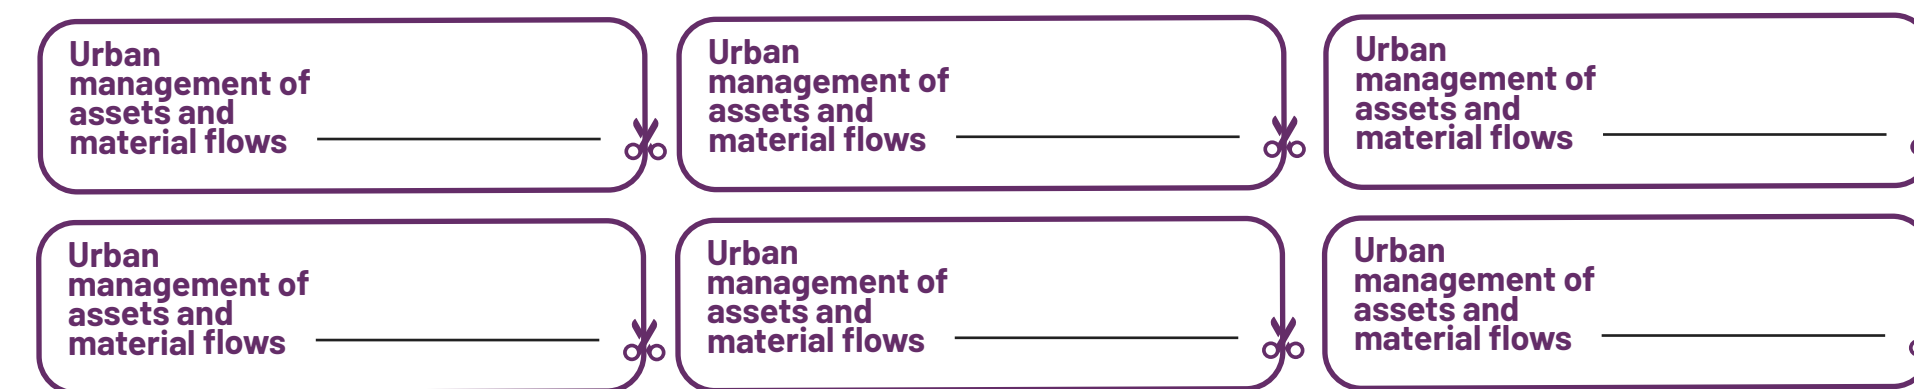 Urban
management of
assets and
material flows
Urban
management of
assets and
material flows
Urban
management of
assets and
material flows
Urban
management of
assets and
material flows
Urban
management of
assets and
material flows
Urban
management of
assets and
material flows